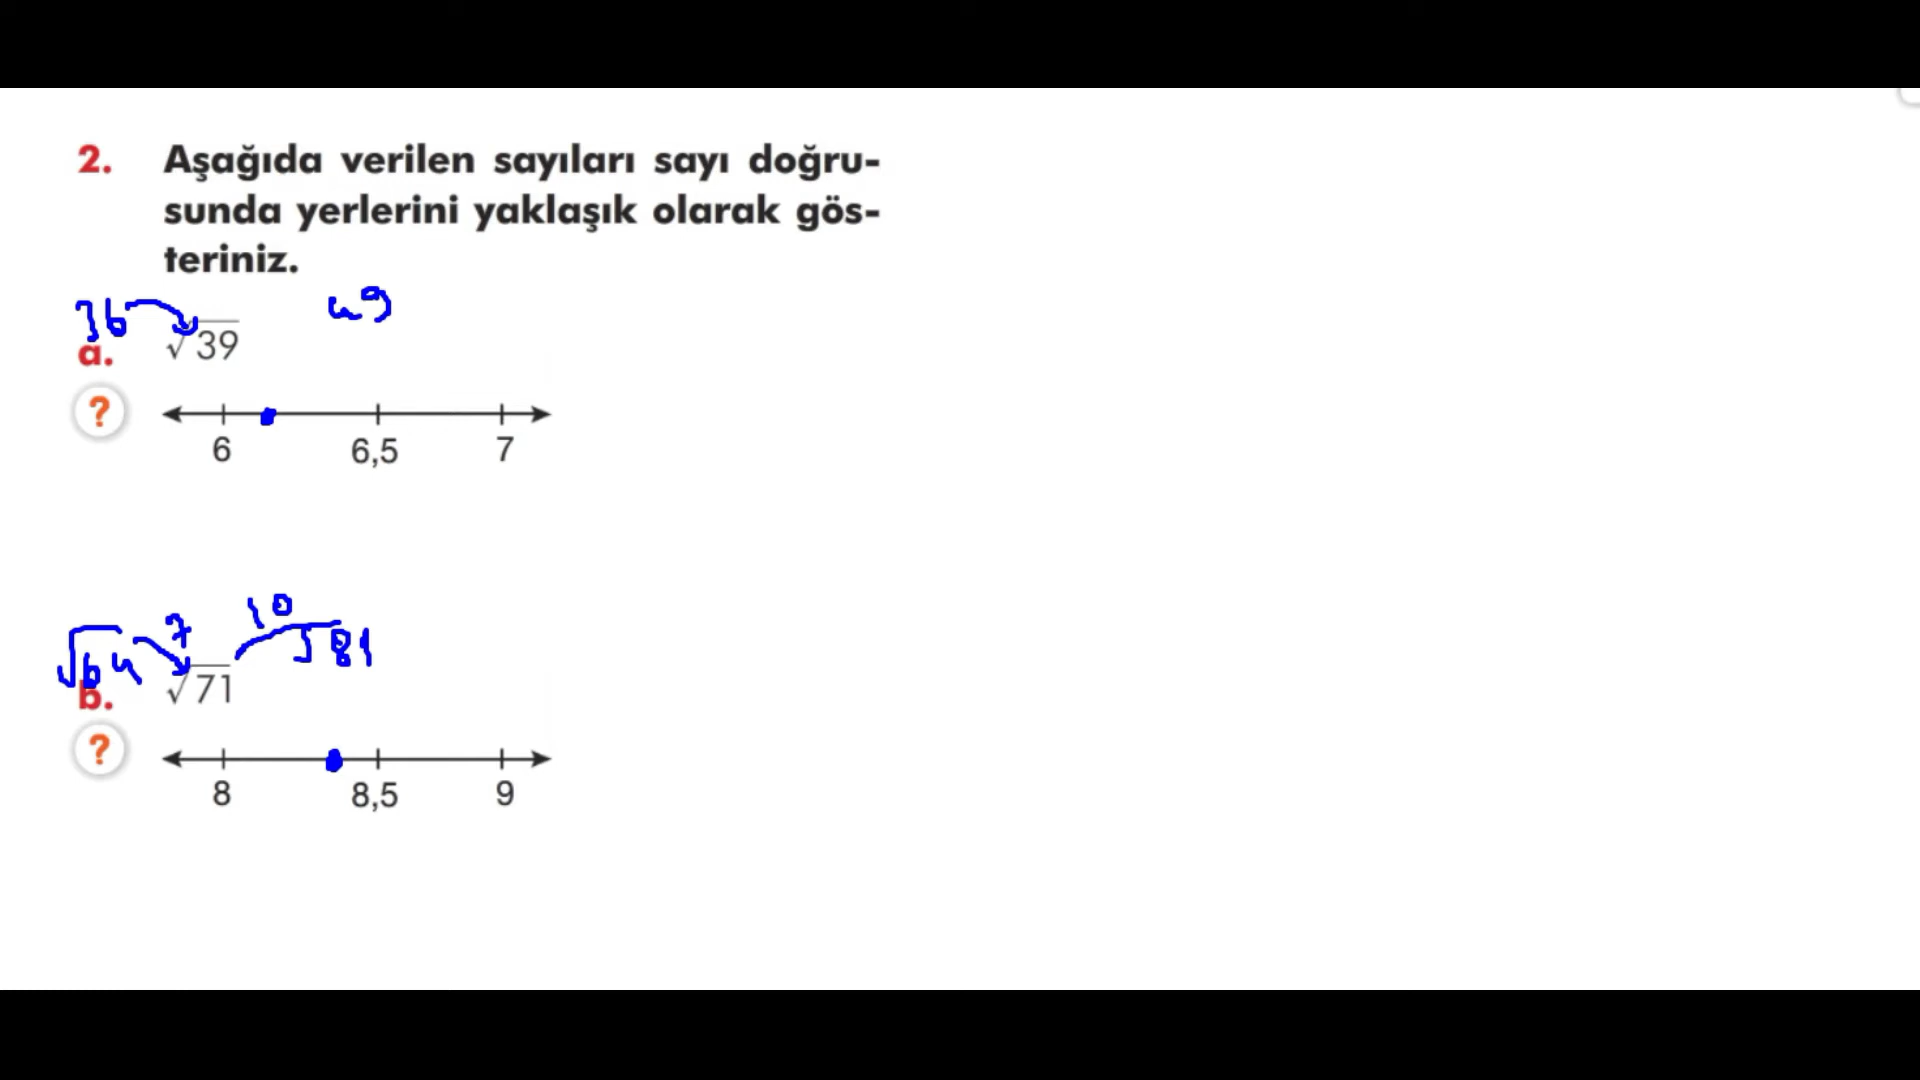 2. Aşağıda verilen sayıları sayı doğru-
sunda yerlerini yaklaşık olarak gös-
teriniz.
36 49
a. √39
?
6 6,5 7
7 10
√64 √81
b. √71
?
8 8,5 9